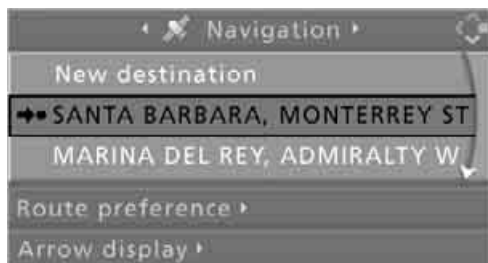 Navigation
New destination
SANTA BARBARA, MONTERREY ST
MARINA DEL REY, ADMIRALTY W
Route preference
Arrow display